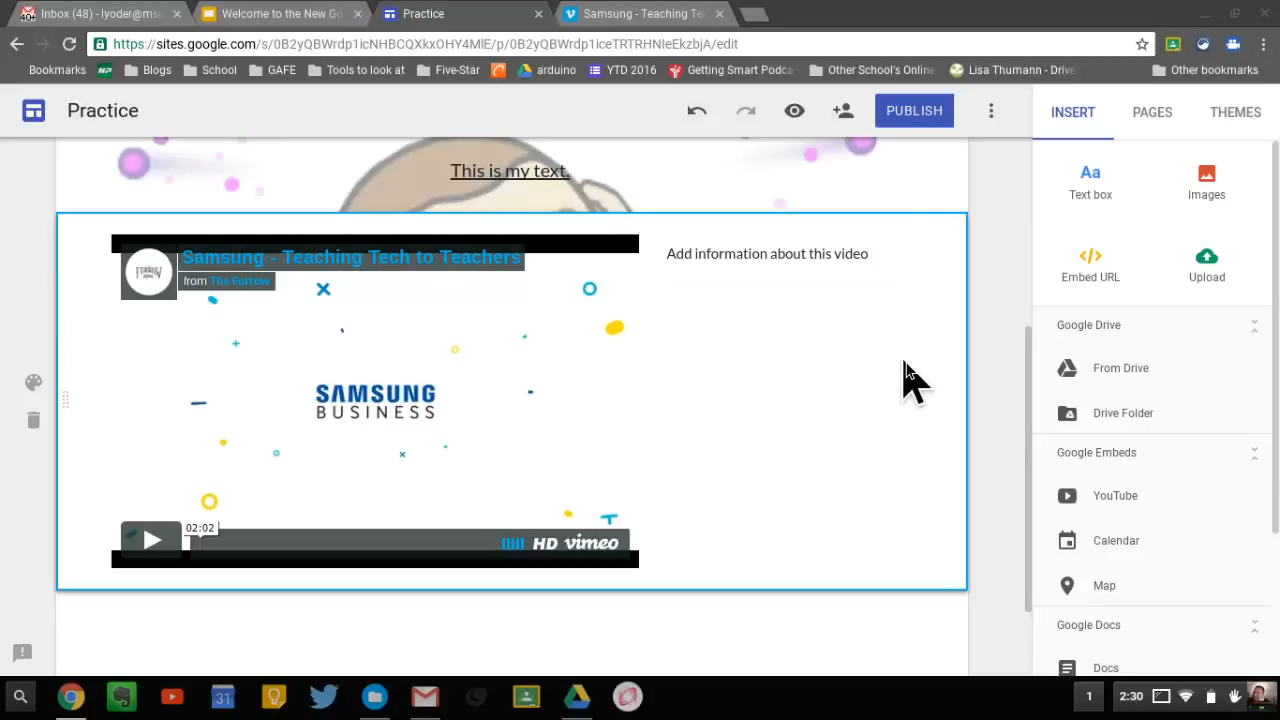 Inbox (48) - lyoder@ms
Welcome to the New Go
Practice
Samsung - Teaching Te
https://sites.google.com/s/0B2yQBWrdp1icNHBCQXkxOHY4MlE/p/0B2yQBWrdp1iceTRTRHNIeEkzbjA/edit
Bookmarks
Blogs
School
GAFE
Tools to look at
Five-Star
arduino
YTD 2016
Getting Smart Podca
Other School's Online
Lisa Thumann - Drive
Other bookmarks
Practice
PUBLISH
INSERT
PAGES
THEMES
This is my text.
Aa
Text box
Images
Embed URL
Upload
Samsung - Teaching Tech to Teachers
from The Furrow
Add information about this video
SAMSUNG
BUSINESS
02:02
HD vimeo
Google Drive
From Drive
Drive Folder
Google Embeds
YouTube
Calendar
Map
Google Docs
Docs
31
1
2:30